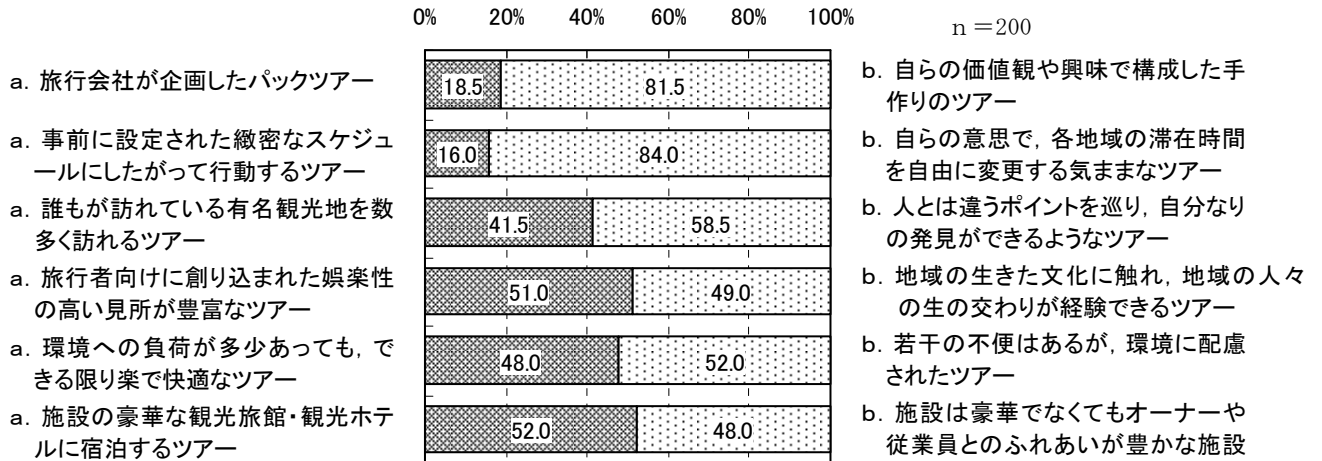 0% 20% 40% 60% 80% 100%
n=200
a. 旅行会社が企画したパックツアー
18.5 81.5
b. 自らの価値観や興味で構成した手
作りのツアー
a. 事前に設定された緻密なスケジュ
ールにしたがって行動するツアー
16.0 84.0
b. 自らの意思で, 各地域の滞在時間
を自由に変更する気ままなツアー
a. 誰もが訪れている有名観光地を数
多く訪れるツアー
41.5 58.5
b. 人とは違うポイントを巡り, 自分なり
の発見ができるようなツアー
a. 旅行者向けに創り込まれた娯楽性
の高い見所が豊富なツアー
51.0 49.0
b. 地域の生きた文化に触れ, 地域の人々
の生の交わりが経験できるツアー
a. 環境への負荷が多少あっても, で
きる限り楽で快適なツアー
48.0 52.0
b. 若干の不便はあるが, 環境に配慮
されたツアー
a. 施設の豪華な観光旅館・観光ホテ
ルに宿泊するツアー
52.0 48.0
b. 施設は豪華でなくてもオーナーや
従業員とのふれあいが豊かな施設